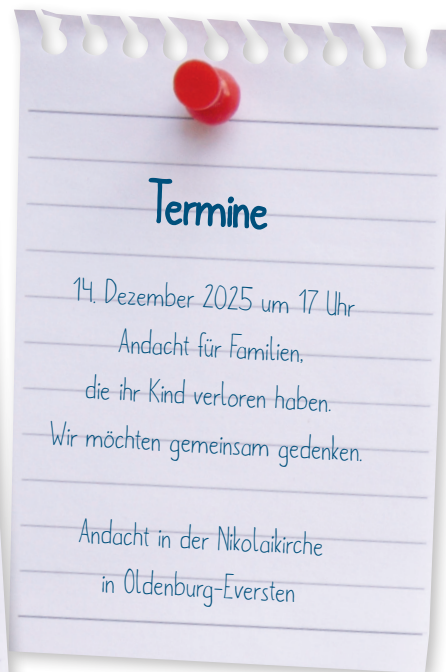 Termine
14. Dezember 2025 um 17 Uhr
Andacht für Familien,
die ihr Kind verloren haben.
Wir möchten gemeinsam gedenken.
Andacht in der Nikolaikirche
in Oldenburg-Eversten